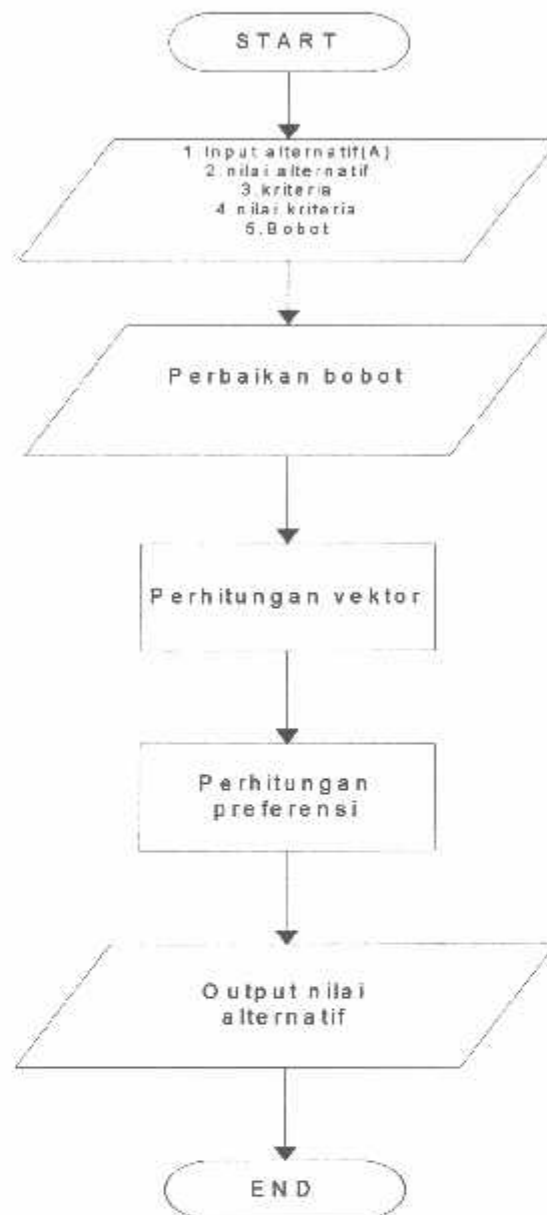 START
1.Input alternatif(A)
2.nilai alternatif
3.kriteria
4.nilai kriteria
5.Bobot
Perbaikan bobot
Perhitungan vektor
Perhitungan
preferensi
Output nilai
alternatif
END